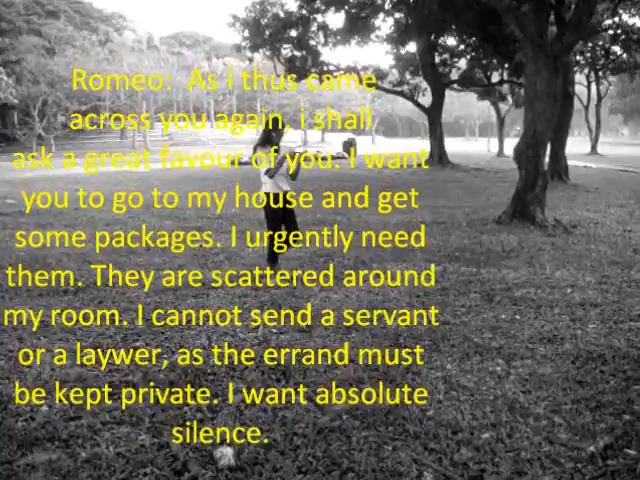 Romeo:  As I thus came
across you again, i shall
ask a great favour of you. I want
you to go to my house and get
some packages. I urgently need
them. They are scattered around
my room. I cannot send a servant
or a laywer, as the errand must
be kept private. I want absolute
silence.